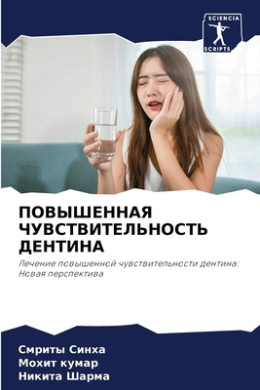 SCIENCIA
SCRIPTS
ПОВЫШЕННАЯ
ЧУВСТВИТЕЛЬНОСТЬ
ДЕНТИНА
Лечение повышенной чувствительности дентина:
Новая перспектива
Смриты Синха
Мохит кумар
Никита Шарма